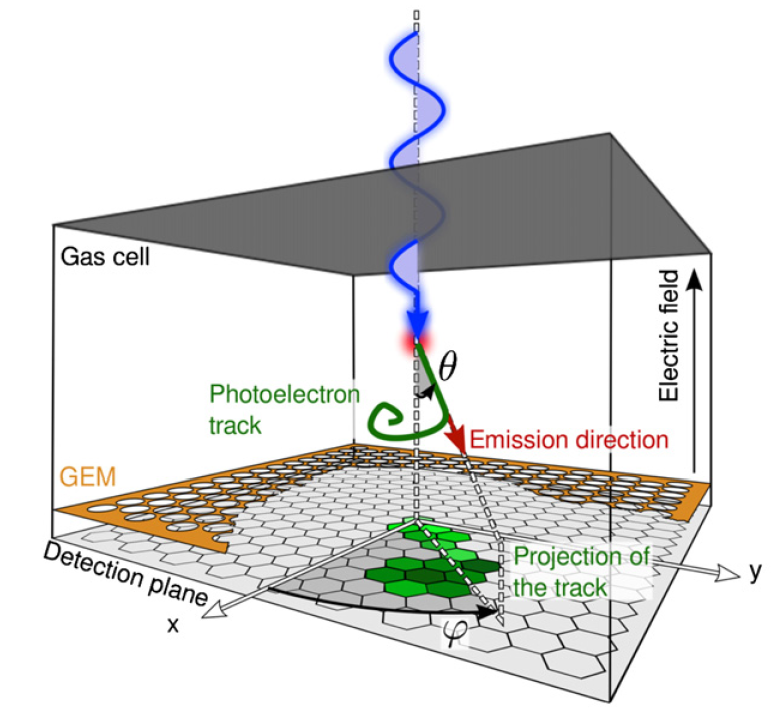 Gas cell
Electric field
θ
Photoelectron
track
Emission direction
GEM
Detection plane
Projection of
the track
y
x
φ